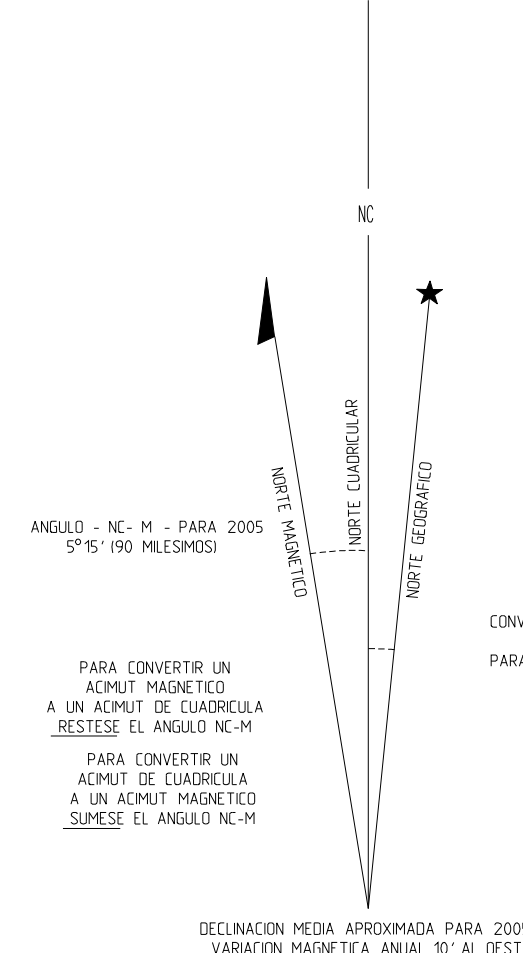 NC
NORTE CUADRICULAR
NORTE MAGNETICO
NORTE GEOGRAFICO
ANGULO - NC- M - PARA 2005
5°15' (90 MILESIMOS)
PARA CONVERTIR UN
ACIMUT MAGNETICO
A UN ACIMUT DE CUADRICULA
RESTESE EL ANGULO NC-M
PARA CONVERTIR UN
ACIMUT DE CUADRICULA
A UN ACIMUT MAGNETICO
SUMESE EL ANGULO NC-M
PARA
DECLINACION MEDIA APROXIMADA PARA 2005
VARIACION MAGNETICA ANUAL 10' AL